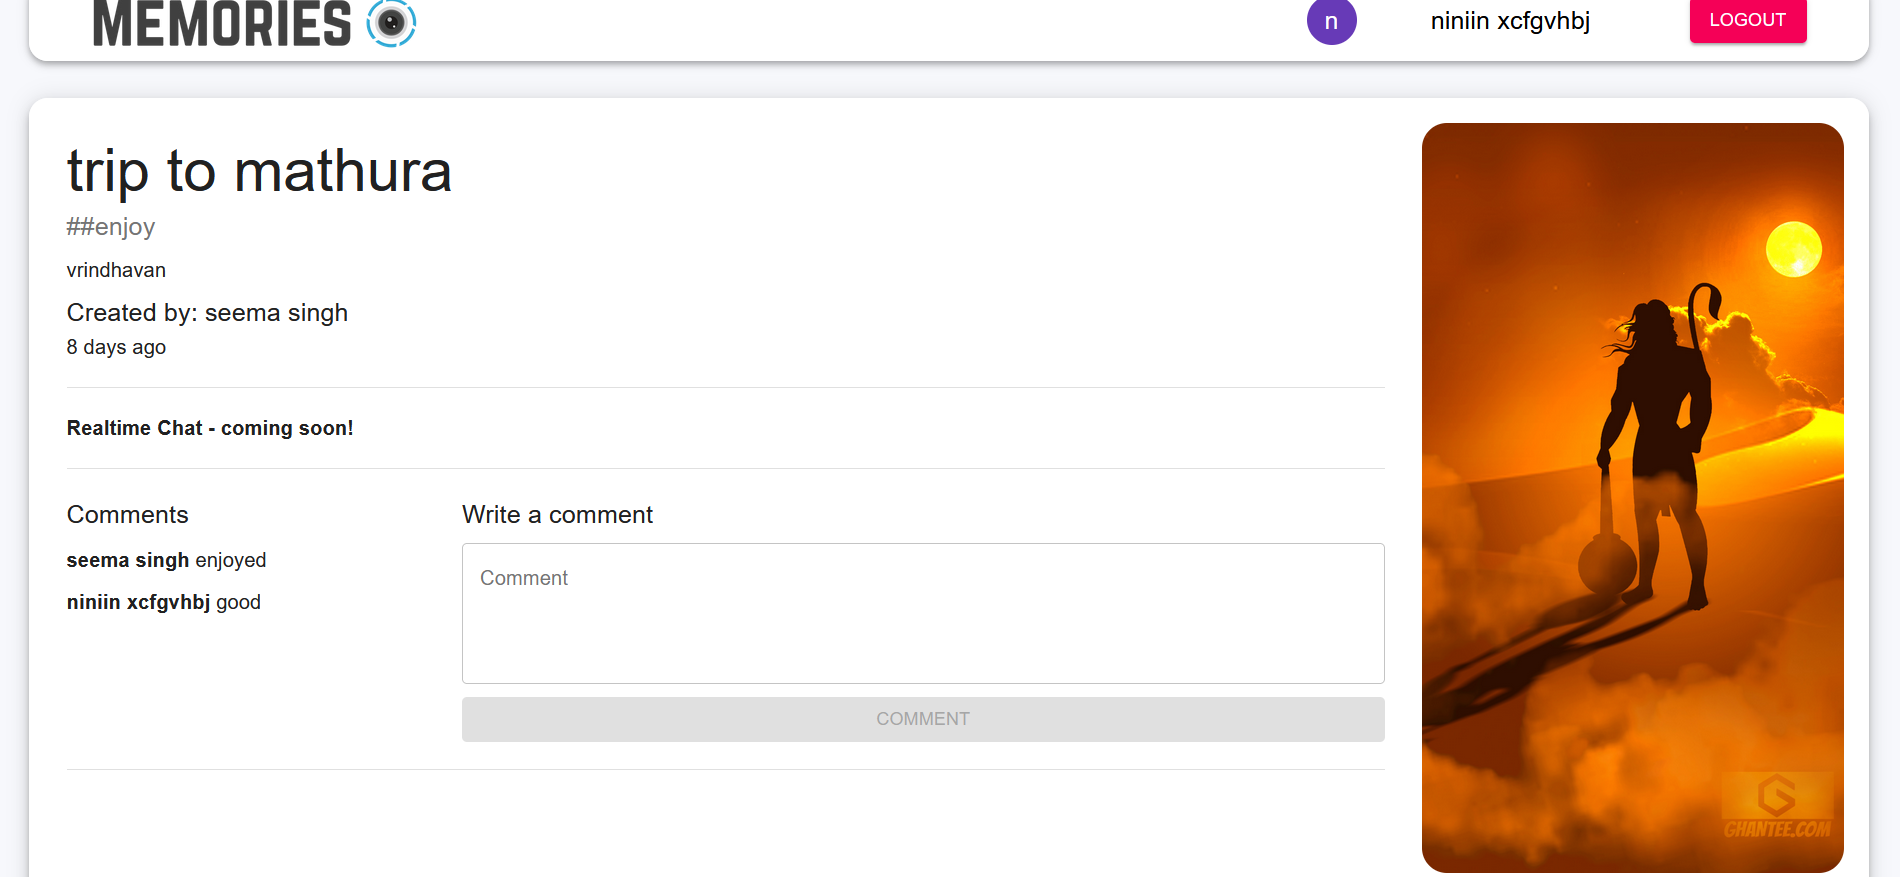 MEMORIES
n
niniin xcfgvhbj
LOGOUT
trip to mathura
##enjoy
vrindhavan
Created by: seema singh
8 days ago
Realtime Chat - coming soon!
Comments
seema singh enjoyed
niniin xcfgvhbj good
Write a comment
Comment
COMMENT
GHANTEE.COM